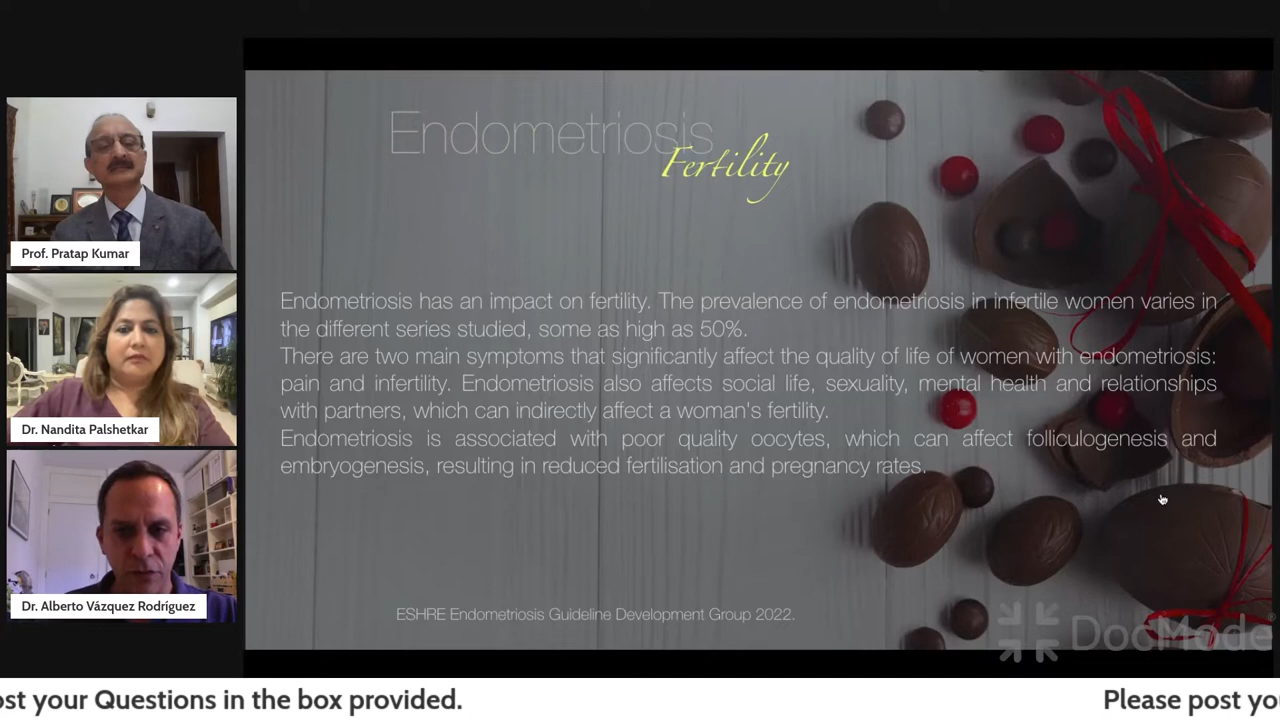 Endometriosis
Fertility
Prof. Pratap Kumar
Dr. Nandita Palshetkar
Dr. Alberto Vázquez Rodríguez
Endometriosis has an impact on fertility. The prevalence of endometriosis in infertile women varies in
the different series studied, some as high as 50%.
There are two main symptoms that significantly affect the quality of life of women with endometriosis:
pain and infertility. Endometriosis also affects social life, sexuality, mental health and relationships
with partners, which can indirectly affect a woman's fertility.
Endometriosis is associated with poor quality oocytes, which can affect folliculogenesis and
embryogenesis, resulting in reduced fertilisation and pregnancy rates.
ESHRE Endometriosis Guideline Development Group 2022.
DocMode
ost your Questions in the box provided.
Please post yo